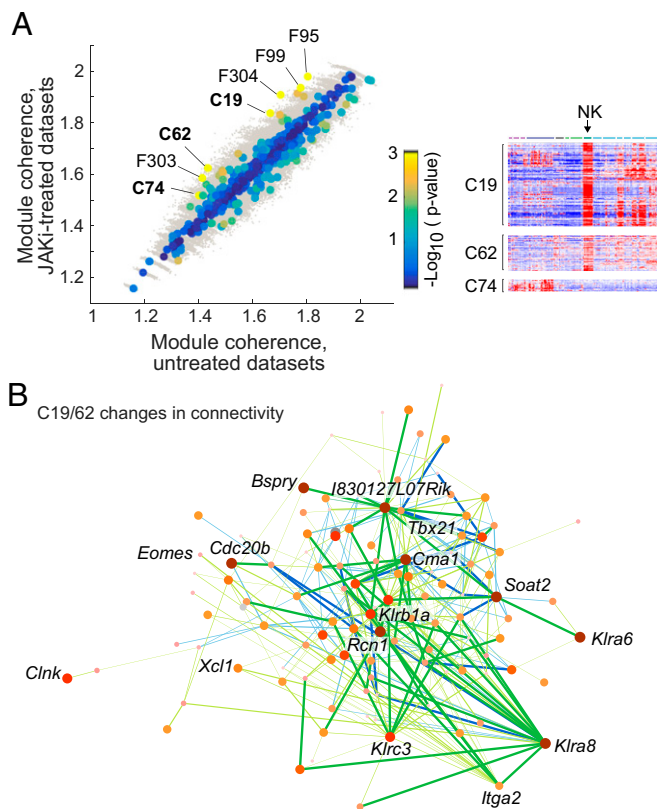 A
Module coherence,
JAKi-treated datasets
2
1.8
1.6
1.4
1.2
1
1.2
1.4
1.6
1.8
2
Module coherence,
untreated datasets
F95
F99
F304
C19
C62
F303
C74
3
2
1
-Log10 ( p-value)
NK
C19
C62
C74
B
C19/62 changes in connectivity
Bspry
I830127L07Rik
Tbx21
Eomes
Cdc20b
Cma1
Soat2
Klrb1a
Rcn1
Klra6
Clnk
Xcl1
Klrc3
Klra8
Itga2